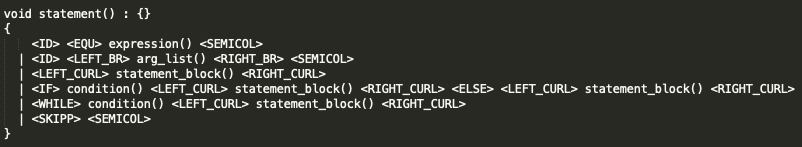 void statement() : {}
{
<ID> <EQU> expression() <SEMICOL>
| <ID> <LEFT_BR> arg_list() <RIGHT_BR> <SEMICOL>
| <LEFT_CURL> statement_block() <RIGHT_CURL>
| <IF> condition() <LEFT_CURL> statement_block() <RIGHT_CURL> <ELSE> <LEFT_CURL> statement_block() <RIGHT_CURL>
| <WHILE> condition() <LEFT_CURL> statement_block() <RIGHT_CURL>
| <SKIPP> <SEMICOL>
}